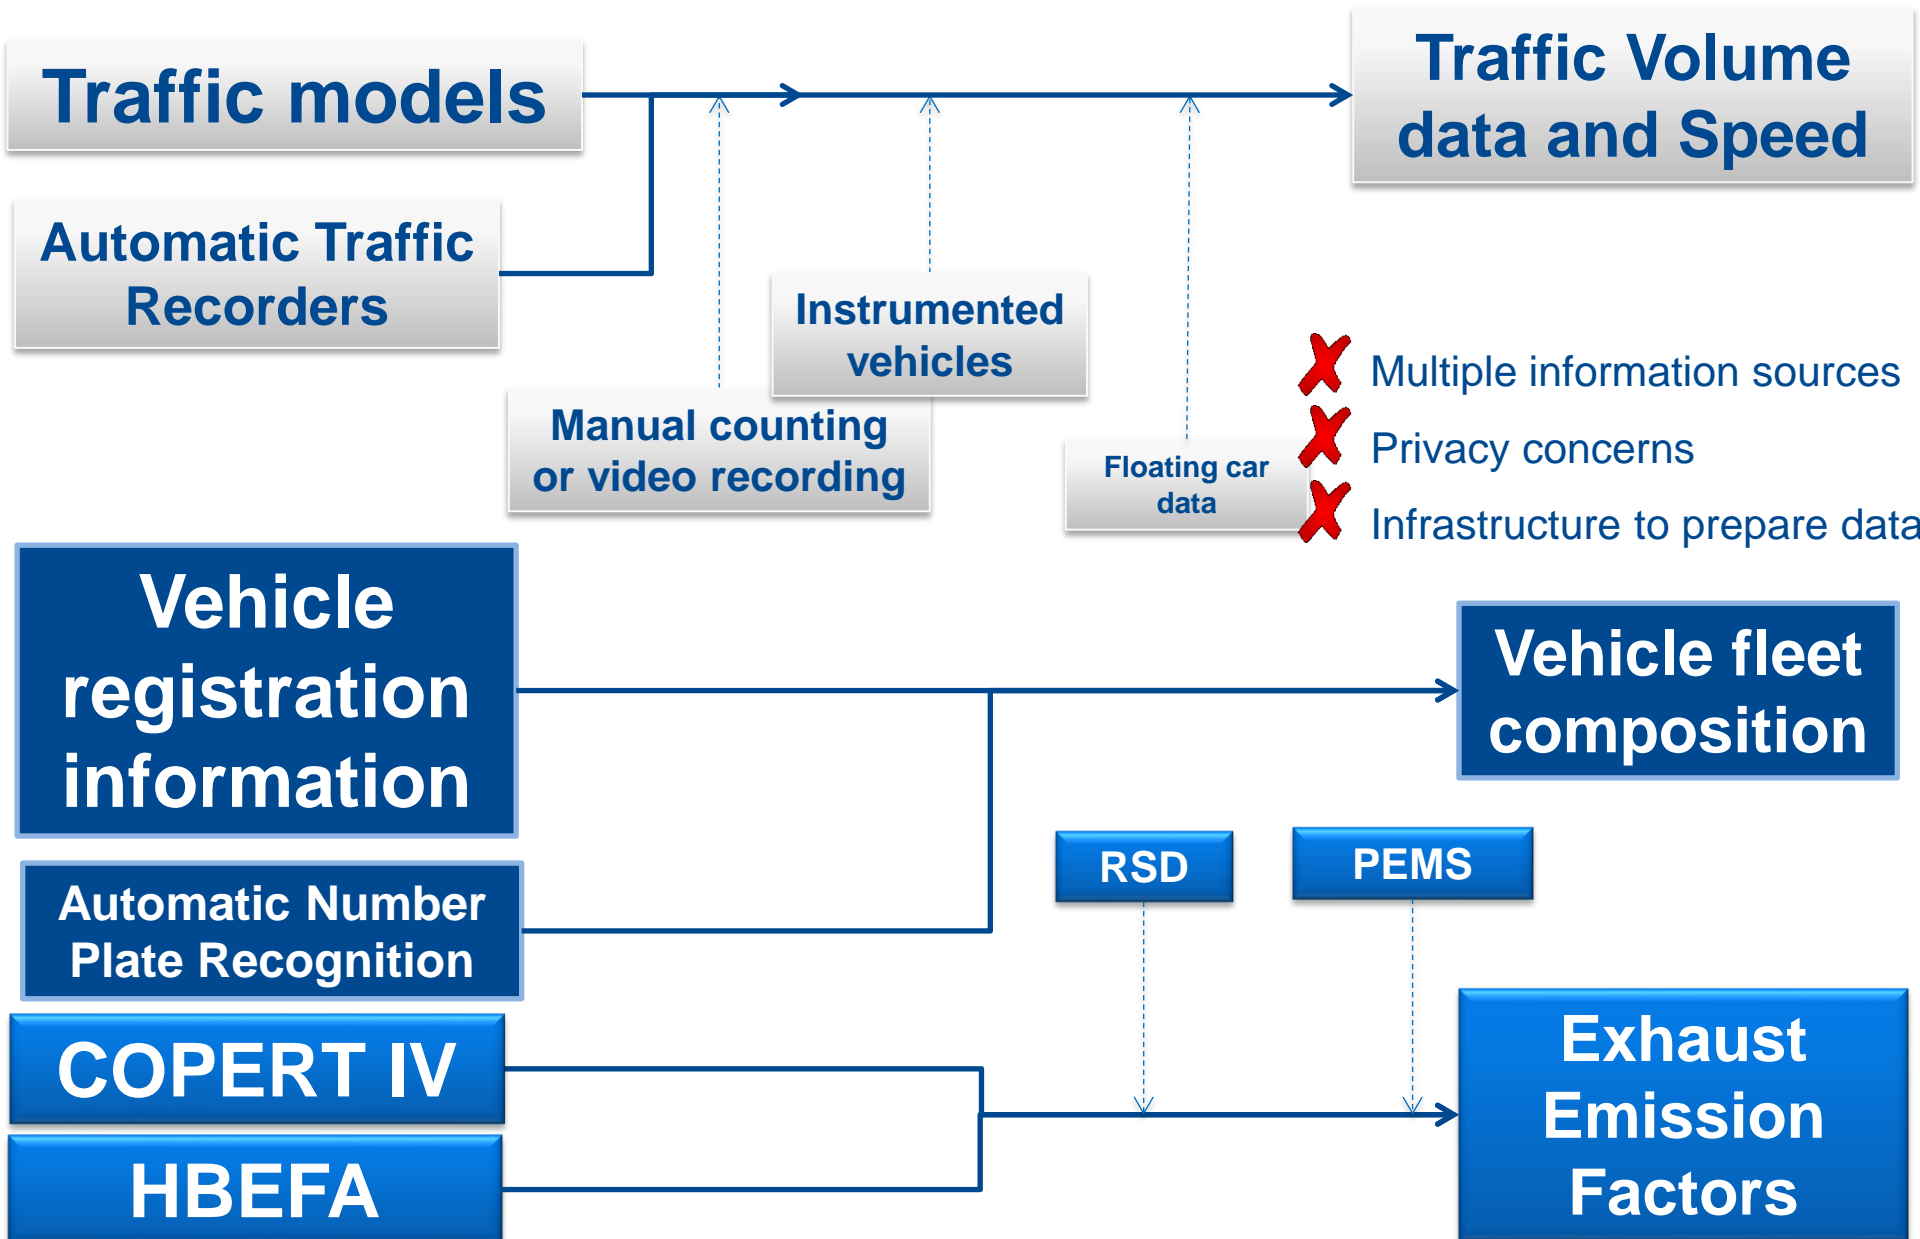 Traffic models
Traffic Volume
data and Speed
Automatic Traffic
Recorders
Instrumented
vehicles
Manual counting
or video recording
Floating car
data
Multiple information sources
Privacy concerns
Infrastructure to prepare data
Vehicle
registration
information
Vehicle fleet
composition
Automatic Number
Plate Recognition
RSD
PEMS
COPERT IV
HBEFA
Exhaust
Emission
Factors